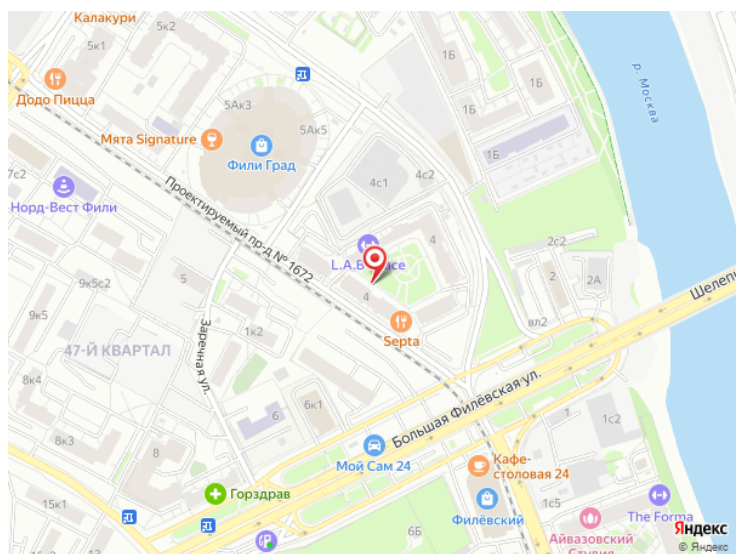 Калакури
5к2
5к1
1Б
1Б
Додо Пицца
5Ак3
1Б
р. Москва
Мята Signature
5Ак5
Фили Град
1Б
7с2
4с1
4с2
Норд-Вест Фили
Проектируемый пр-д № 1672
5
4
2с2
L.A.B
ace
9к5с2
2
2А
Шелепи
4
9к5
Заречная ул.
1к2
Septa
вл2
47-Й КВАРТАЛ
8к4
Большая Филёвская ул.
6к1
6
1
1с2
8к3
8
Мой Сам 24
Кафе-
столовая 24
Горздрав
15к1
1с5
The Forma
Филёвский
Айвазовский
Студио
6Б
Яндекс
© Яндекс